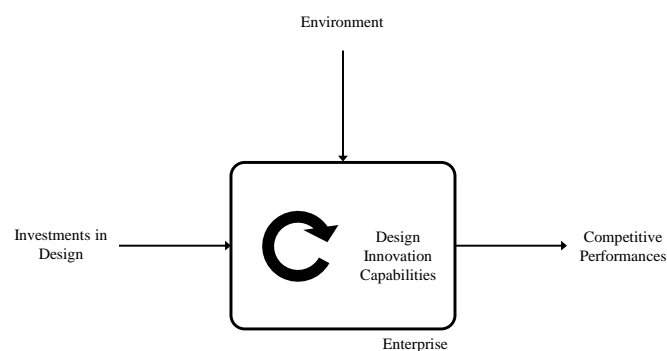 Environment
Investments in
Design
Design
Innovation
Capabilities
Competitive
Performances
Enterprise